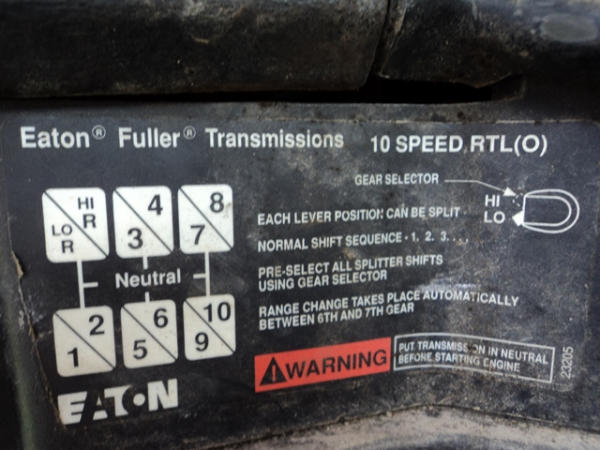 Eaton® Fuller® Transmissions 10 SPEED RTL(O)
GEAR SELECTOR
HI
LO
HI
R
LO
R
4
3
8
7
Neutral
2
1
6
5
10
9
EACH LEVER POSITION CAN BE SPLIT
NORMAL SHIFT SEQUENCE - 1, 2, 3....
PRE-SELECT ALL SPLITTER SHIFTS
USING GEAR SELECTOR
RANGE CHANGE TAKES PLACE AUTOMATICALLY
BETWEEN 6TH AND 7TH GEAR
WARNING
PUT TRANSMISSION IN NEUTRAL
BEFORE STARTING ENGINE
23205
EATON